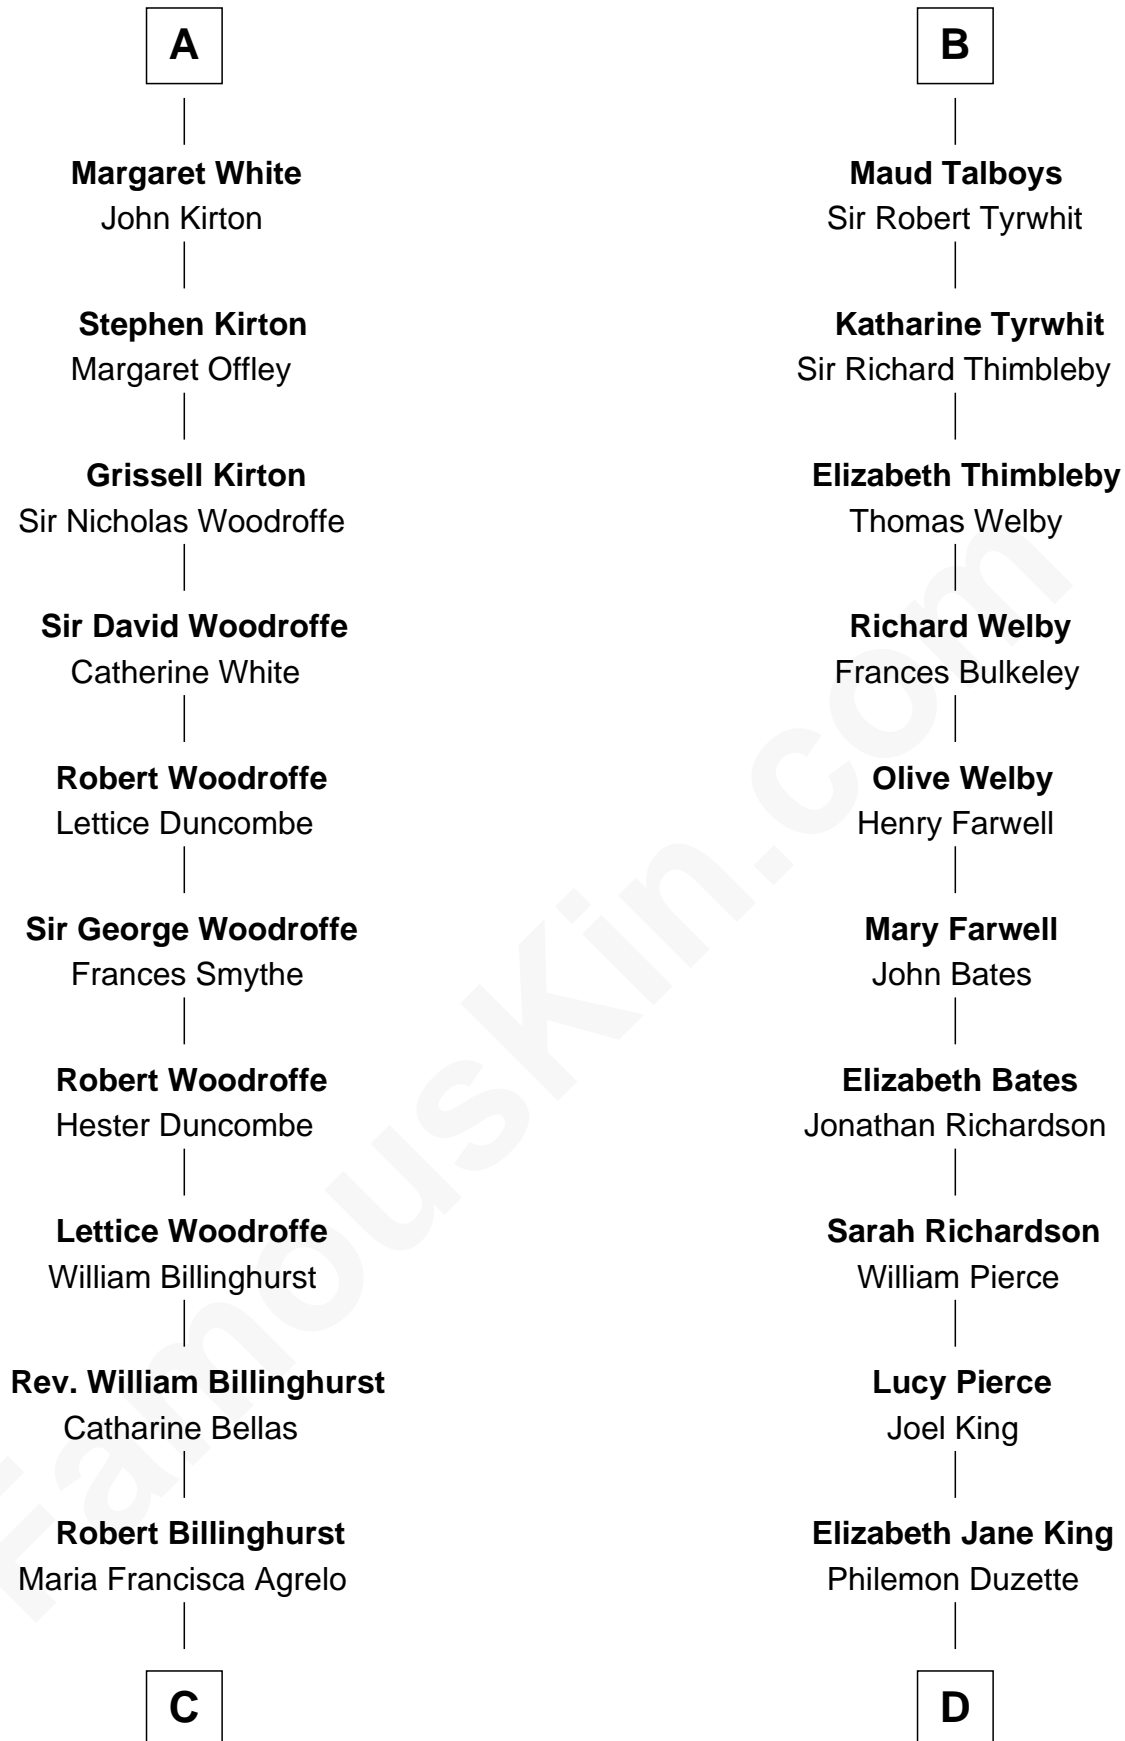 A
Margaret White
John Kirton
Stephen Kirton
Margaret Offley
Grissell Kirton
Sir Nicholas Woodroffe
Sir David Woodroffe
Catherine White
Robert Woodroffe
Lettice Duncombe
Sir George Woodroffe
Frances Smythe
Robert Woodroffe
Hester Duncombe
Lettice Woodroffe
William Billinghurst
Rev. William Billinghurst
Catharine Bellas
Robert Billinghurst
Maria Francisca Agrelo
C
B
Maud Talboys
Sir Robert Tyrwhit
Katharine Tyrwhit
Sir Richard Thimbleby
Elizabeth Thimbleby
Thomas Welby
Richard Welby
Frances Bulkeley
Olive Welby
Henry Farwell
Mary Farwell
John Bates
Elizabeth Bates
Jonathan Richardson
Sarah Richardson
William Pierce
Lucy Pierce
Joel King
Elizabeth Jane King
Philemon Duzette
D
FamousKin.com